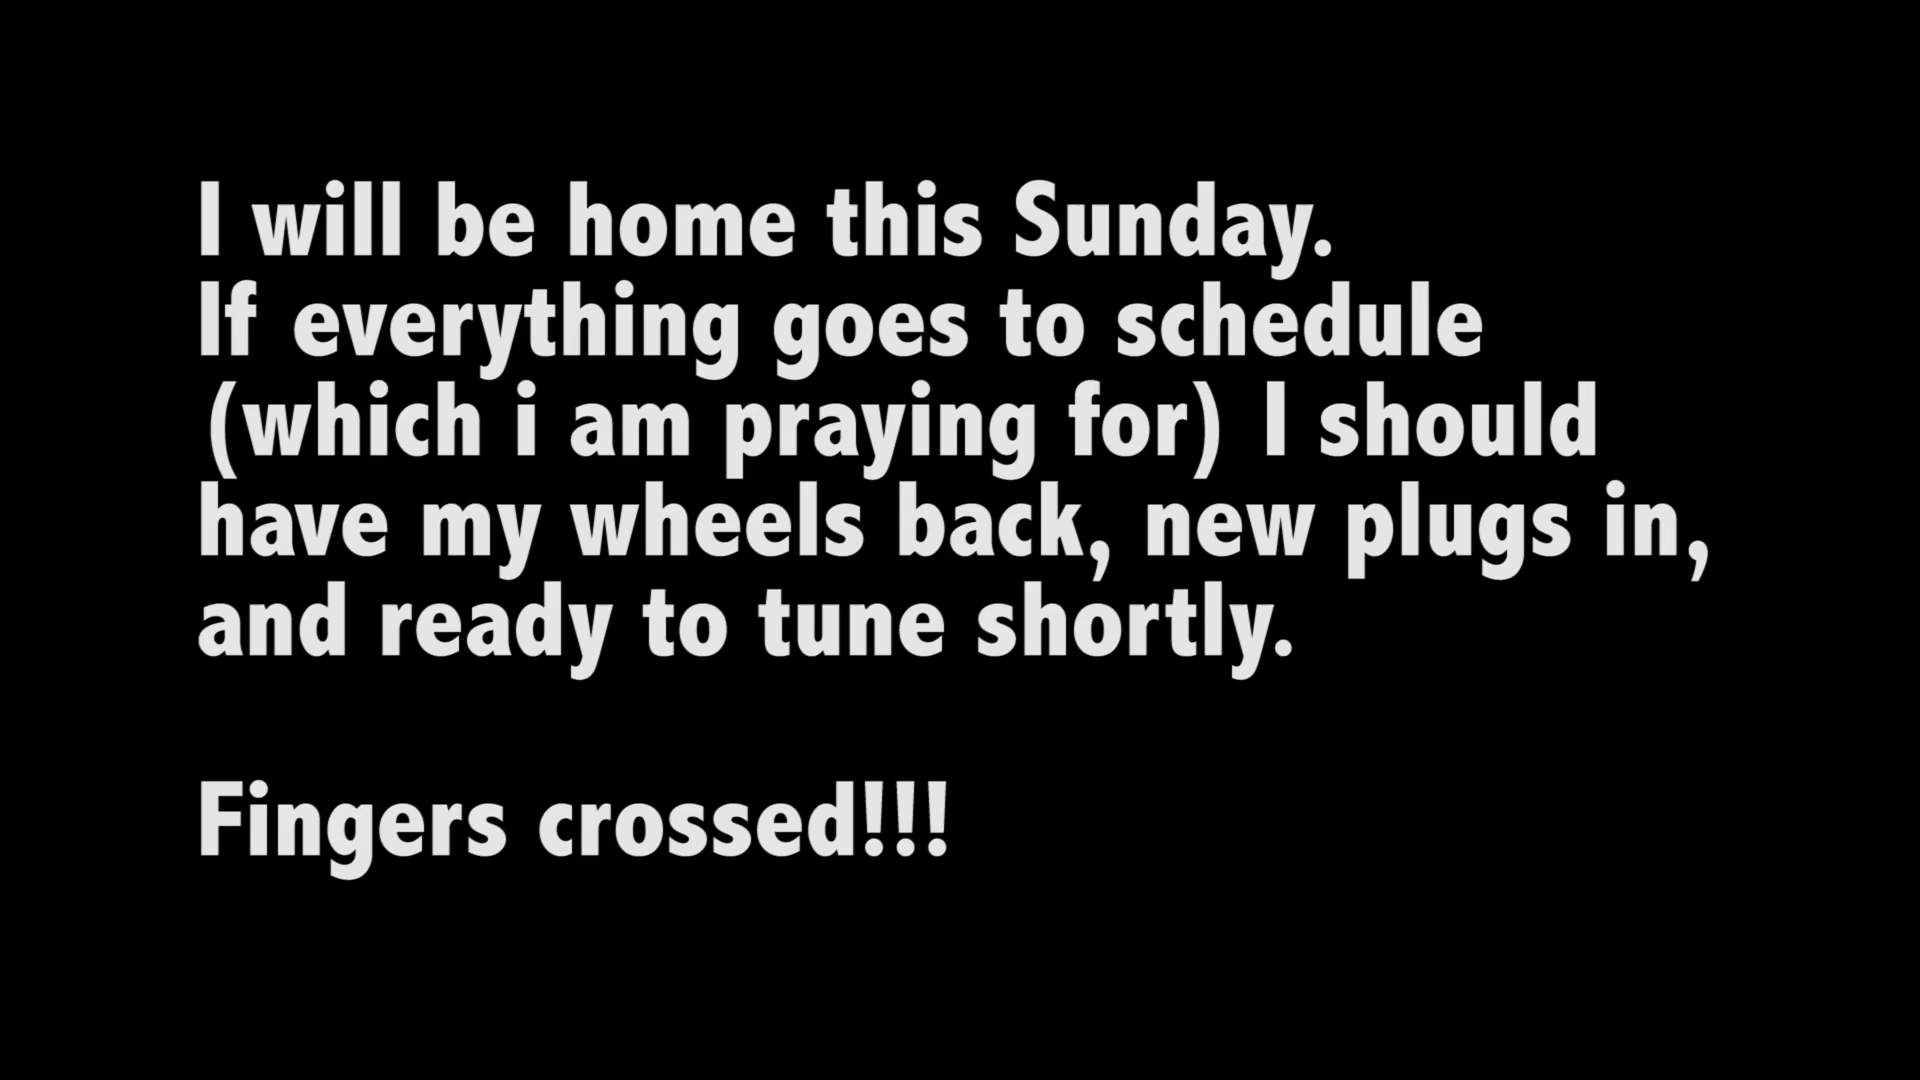 I will be home this Sunday.
If everything goes to schedule
(which i am praying for) I should
have my wheels back, new plugs in,
and ready to tune shortly.
Fingers crossed!!!